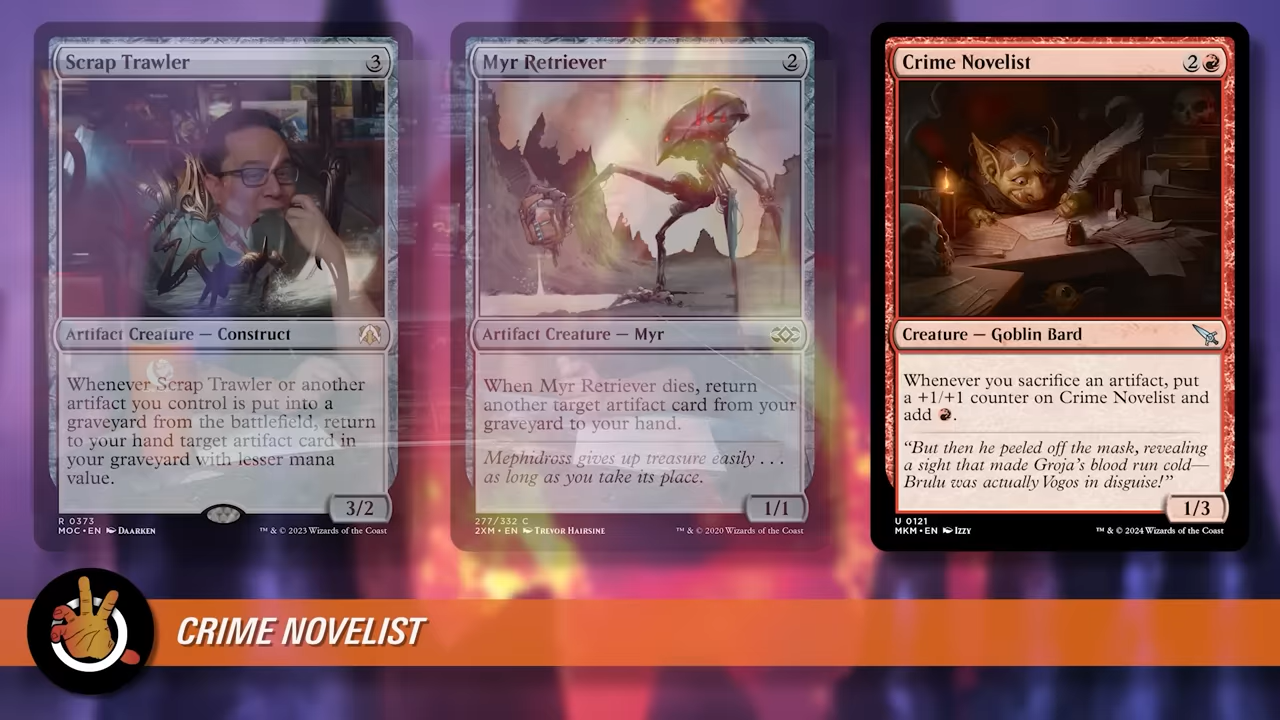 Scrap Trawler 3
Artifact Creature — Construct
Whenever Scrap Trawler or another
artifact you control is put into a
graveyard from the battlefield, return
to your hand target artifact card in
your graveyard with lesser mana
value.
3/2
R 0373
MOC • EN DAARKEN
™ & © 2023 Wizards of the Coast
Myr Retriever 2
Artifact Creature — Myr
When Myr Retriever dies, return
another target artifact card from your
graveyard to your hand.
Mephidross gives up treasure easily . . .
as long as you take its place.
1/1
277/332 C
2XM • EN TREVOR HAIRSINE
™ & © 2020 Wizards of the Coast
Crime Novelist 2
Creature — Goblin Bard
Whenever you sacrifice an artifact, put
a +1/+1 counter on Crime Novelist and
add .
“But then he peeled off the mask, revealing
a sight that made Groja’s blood run cold—
Brulu was actually Vogos in disguise!”
1/3
U 0121
MKM • EN IZZY
™ & © 2024 Wizards of the Coast
CRIME NOVELIST